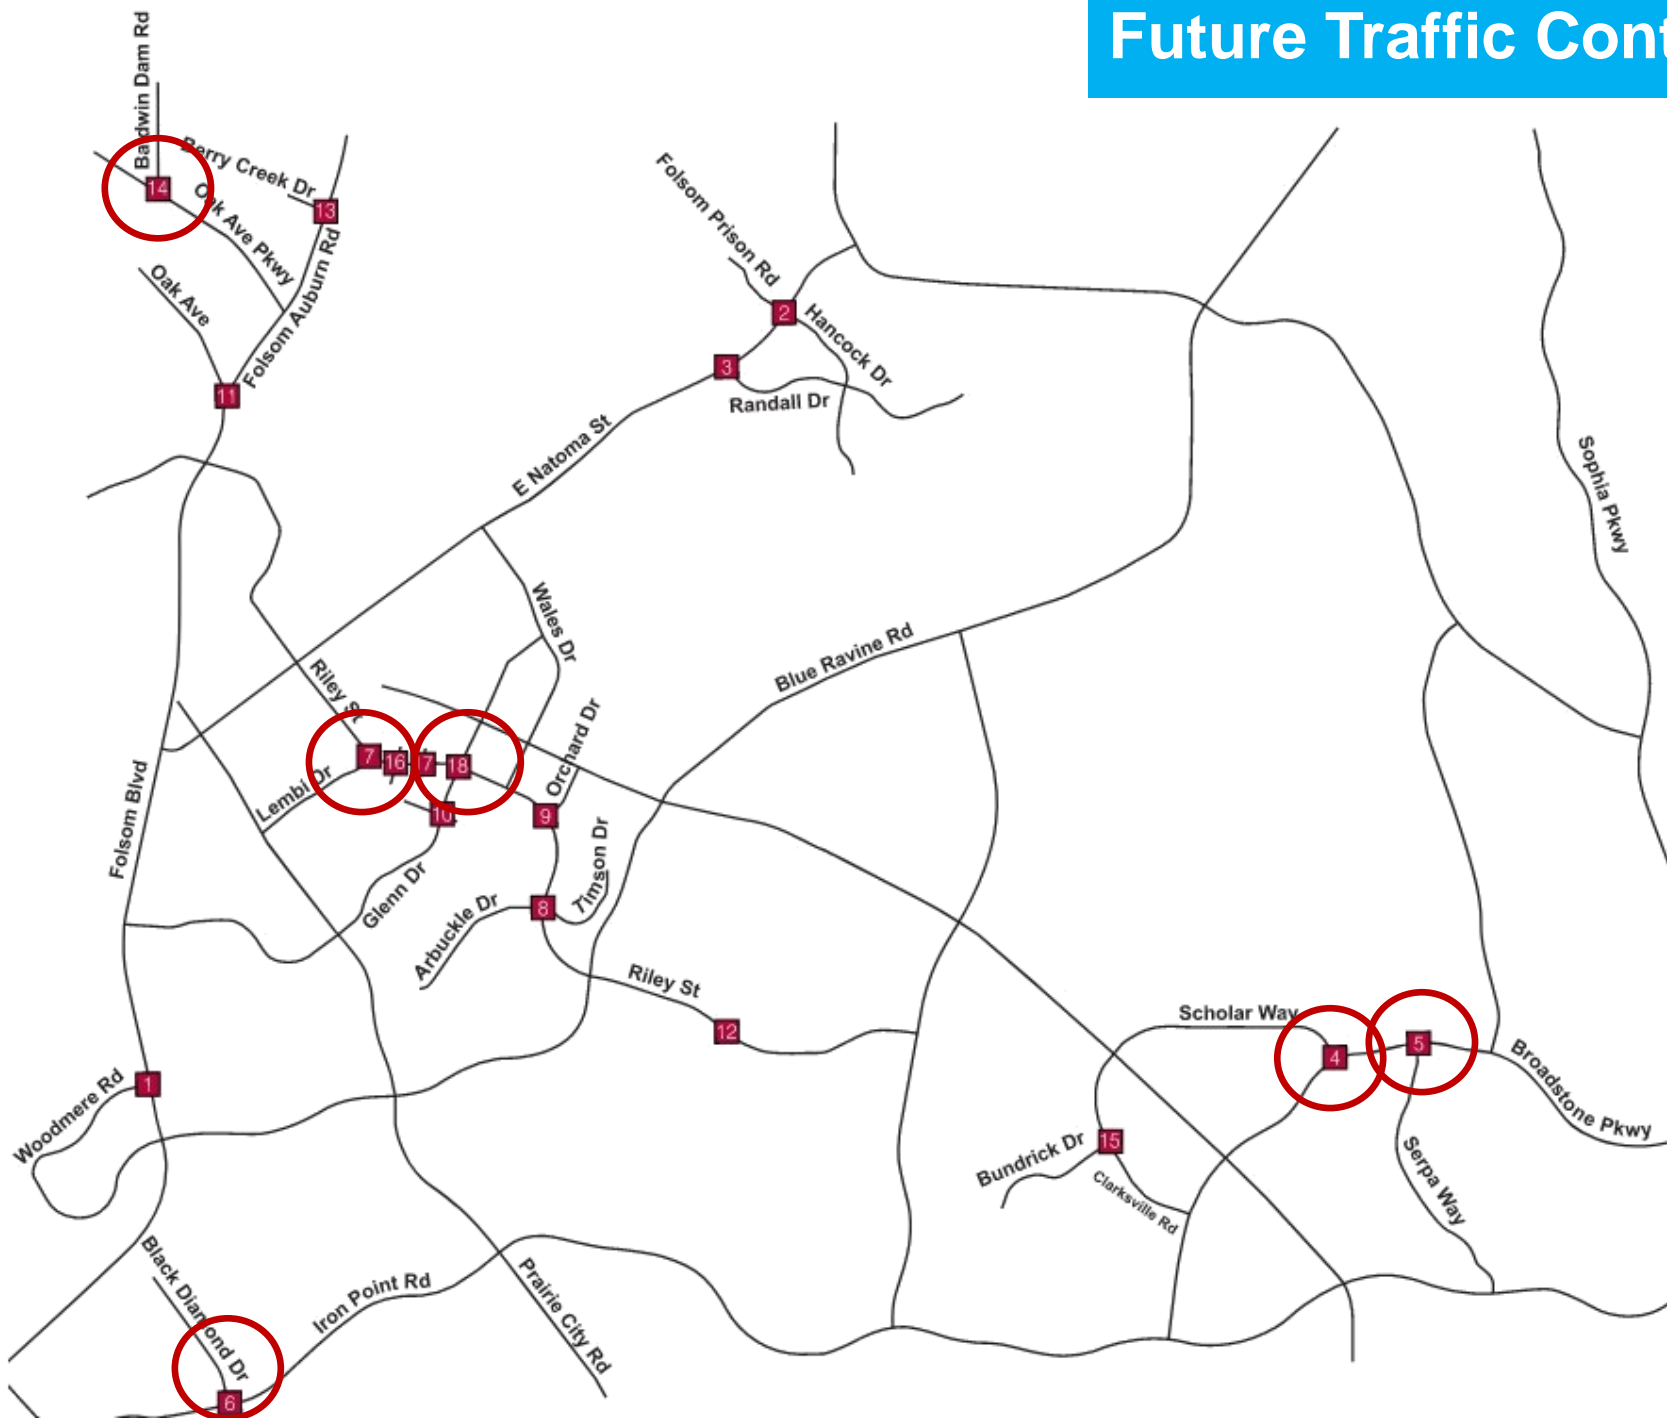 Future Traffic Cont
Baldwin Dam Rd
Berry Creek Dr
14
13
Oak Ave Pkwy
Oak Ave
Folsom Auburn Rd
11
Folsom Prison Rd
2
Hancock Dr
3
Randall Dr
E Natoma St
Sophia Pkwy
Wales Dr
Blue Ravine Rd
Riley St
Orchard Dr
7
16
17
18
Lembi Dr
10
9
Folsom Blvd
Timson Dr
Glenn Dr
Arbuckle Dr
8
Riley St
12
Scholar Way
4
5
Broadstone Pkwy
Woodmere Rd
1
Bundrick Dr
15
Clarksville Rd
Serpa Way
Black Diamond Dr
Iron Point Rd
Prairie City Rd
6